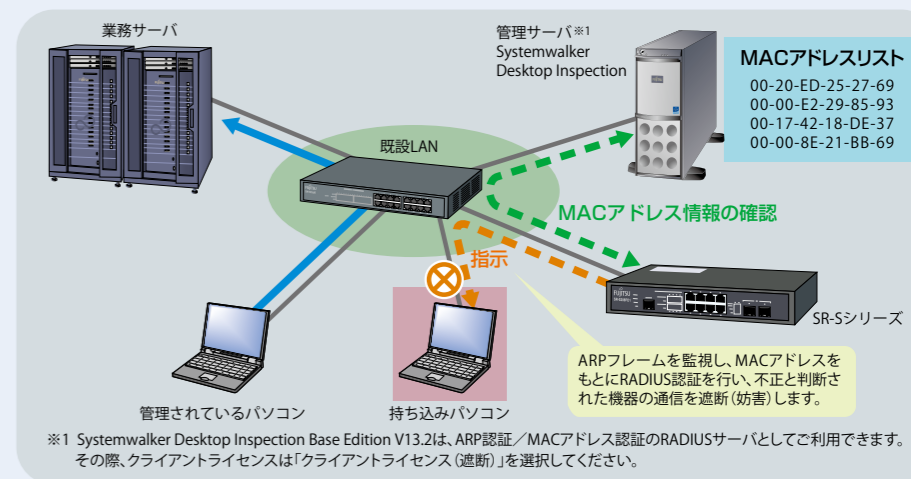 業務サーバ
管理サーバ※1
Systemwalker
Desktop Inspection
MACアドレスリスト
00-20-ED-25-27-69
00-00-E2-29-85-93
00-17-42-18-DE-37
00-00-8E-21-BB-69
既設LAN
MACアドレス情報の確認
指示
FUJITSU
SR-Sシリーズ
ARPフレームを監視し、MACアドレスを
もとにRADIUS認証を行い、不正と判断さ
れた機器の通信を遮断（妨害）します。
管理されているパソコン
持ち込みパソコン
※1 Systemwalker Desktop Inspection Base Edition V13.2は、ARP認証／MACアドレス認証のRADIUSサーバとしてご利用できます。
その際、クライアントライセンスは「クライアントライセンス（遮断）」を選択してください。